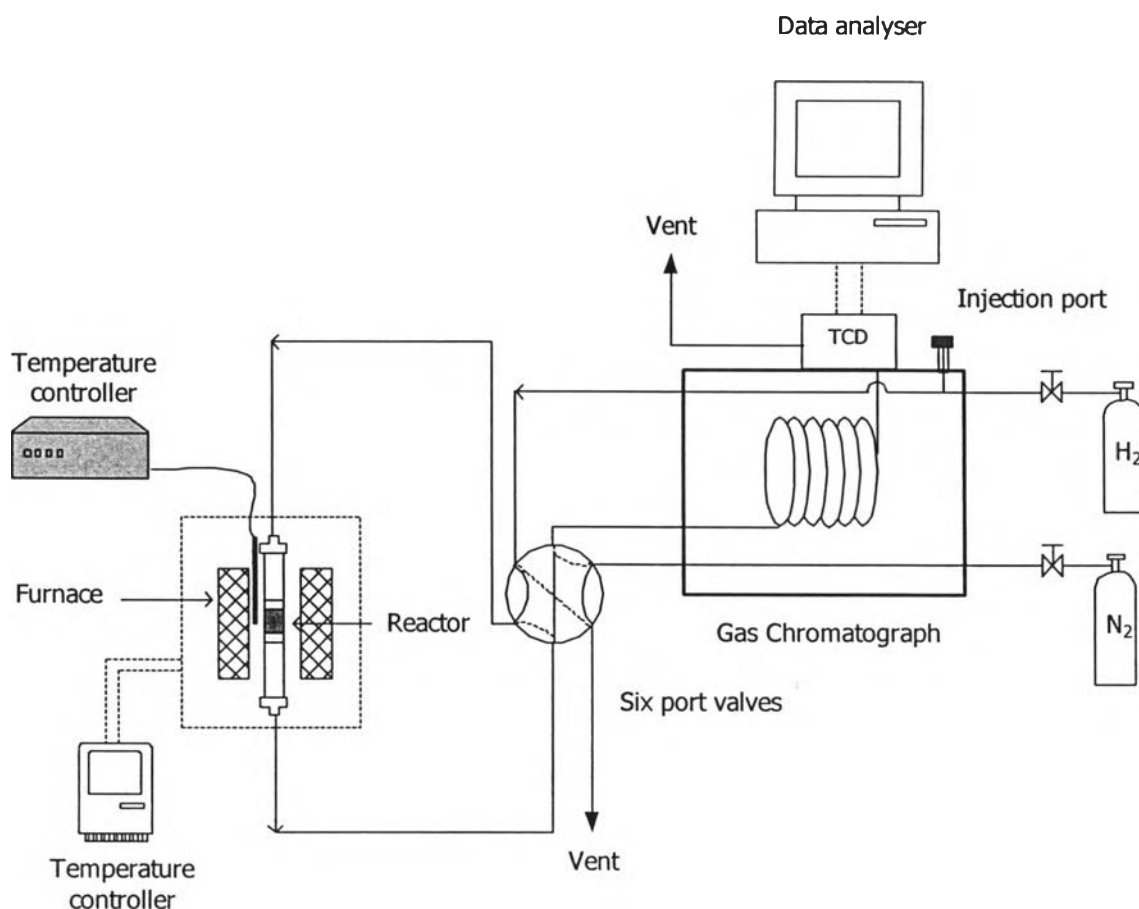 Data analyser
Vent
Injection port
TCD
Temperature
controller
H₂
Furnace
Reactor
Gas Chromatograph
N₂
Six port valves
Vent
Temperature
controller